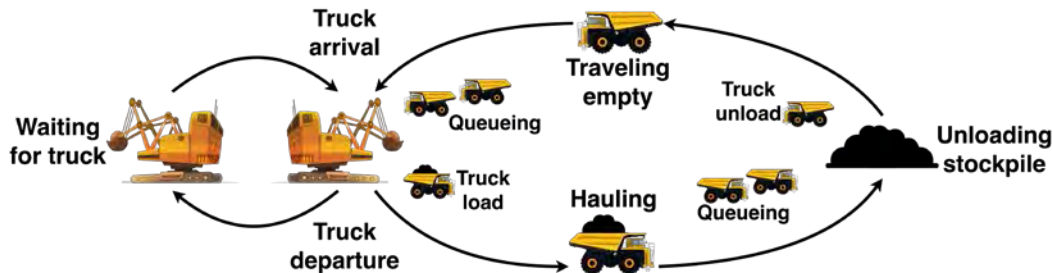 Truck
arrival
Waiting
for truck
Truck
departure
Queueing
Truck
load
Traveling
empty
Hauling
Truck
unload
Queueing
Unloading
stockpile